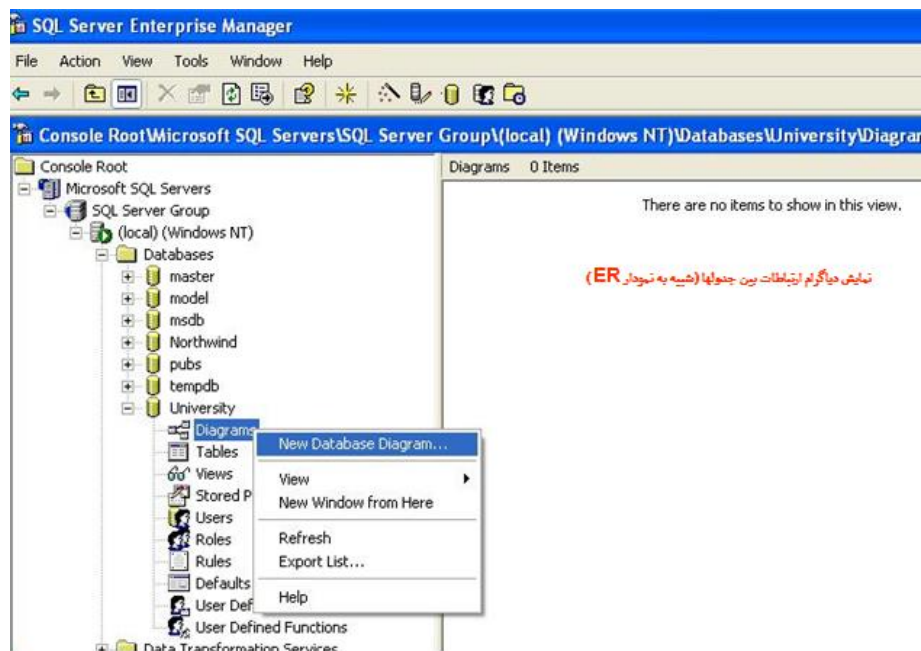 SQL Server Enterprise Manager
File Action View Tools Window Help
Console Root\Microsoft SQL Servers\SQL Server Group\(local) (Windows NT)\Databases\University\Diagra
Console Root
Microsoft SQL Servers
SQL Server Group
(local) (Windows NT)
Databases
master
model
msdb
Northwind
pubs
tempdb
University
Diagrams
Tables
Views
Stored P
Users
Roles
Rules
Defaults
User Def
User Defined Functions
Data Transformation Services
New Database Diagram...
View
New Window from Here
Refresh
Export List...
Help
Diagrams 0 Items
There are no items to show in this view.
نمایش دیاگرام ارتباطات بین جدولها (شبیه به نمودار ER)